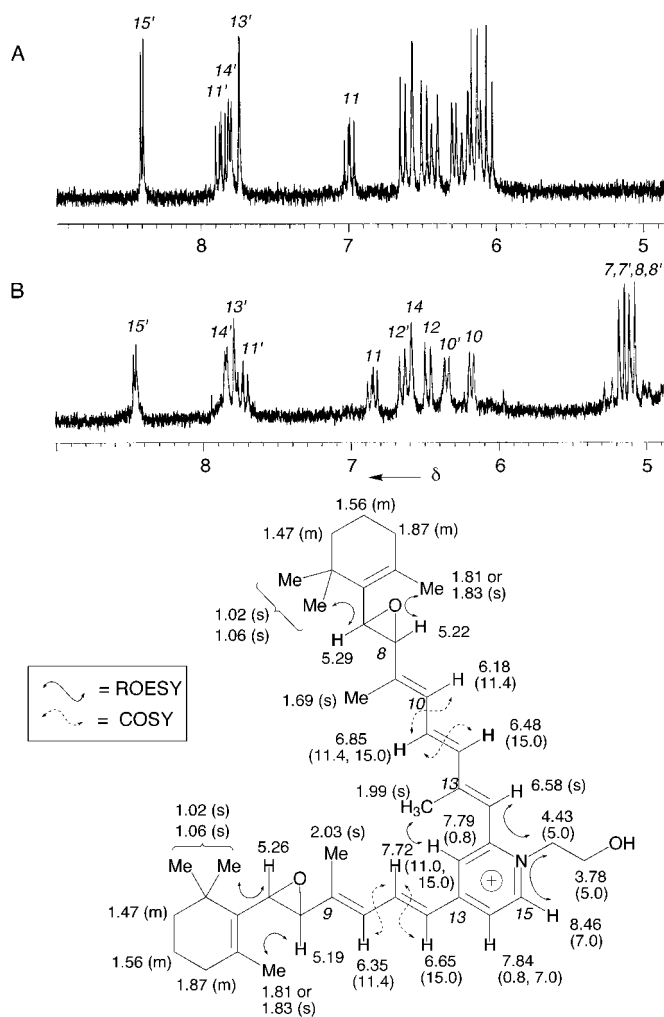 A
15'
11'
14'
13'
11
8
7
6
5
B
15'
14'
13'
11'
11
12'
14
12
10'
10
7,7',8,8'
8
7
6
5
δ
1.56 (m)
1.47 (m)
1.87 (m)
Me
Me
Me
1.81 or
1.83 (s)
1.02 (s)
1.06 (s)
O
H
H
5.22
5.29
8
= ROESY
= COSY
H
6.18
(11.4)
Me
1.69 (s)
10
6.85
(11.4, 15.0)
H
H
6.48
(15.0)
1.99 (s)
13
H
6.58 (s)
H3C
4.43
(5.0)
1.02 (s)
1.06 (s)
5.26
2.03 (s)
7.79
(0.8)
H
OH
Me
Me
H
Me
7.72
(11.0,
15.0)
H
N
3.78
(5.0)
O
+
1.47 (m)
9
13
15
H
8.46
(7.0)
1.56 (m)
H
5.19
H
H
H
1.87 (m)
Me
6.35
(11.4)
6.65
(15.0)
7.84
(0.8, 7.0)
1.81 or
1.83 (s)